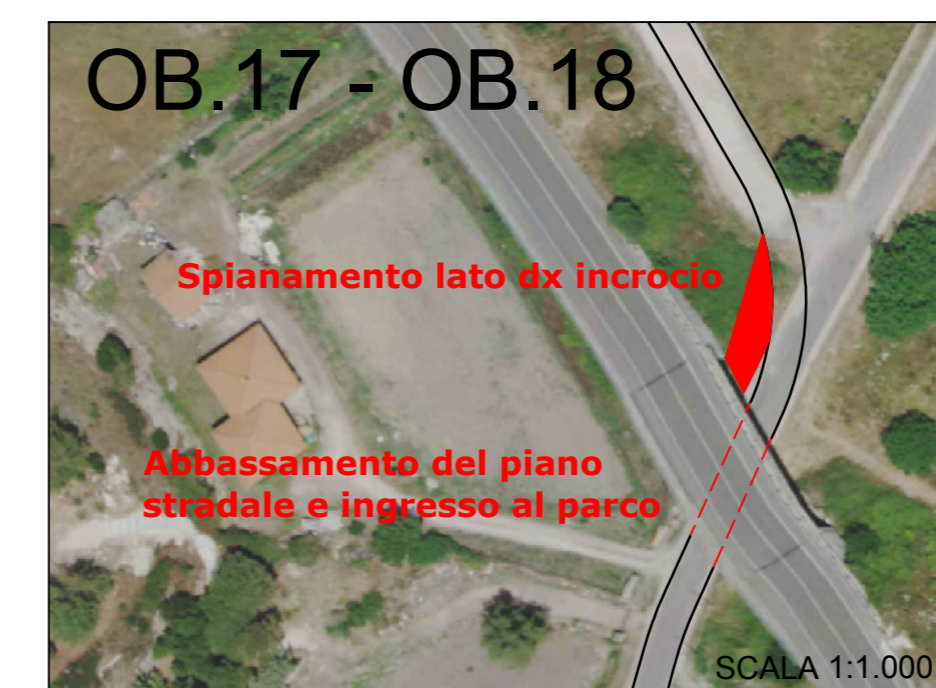 OB.17 - OB.18
Spianamento lato dx incrocio
Abbassamento del piano
stradale e ingresso al parco
SCALA 1:1.000